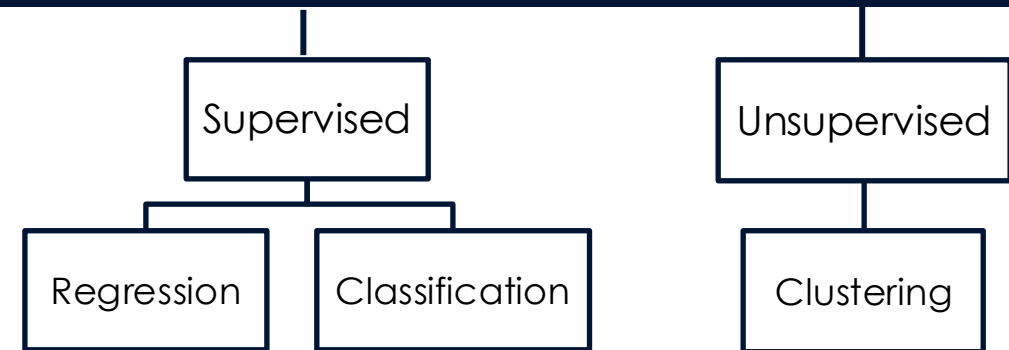 Supervised
Unsupervised
Regression
Classification
Clustering